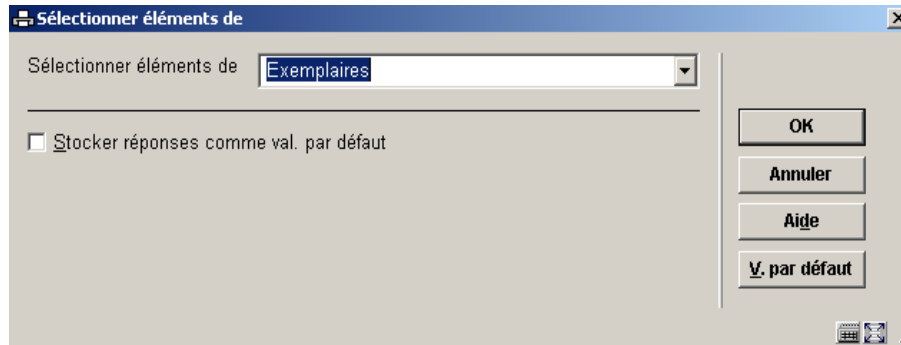 Sélectionner éléments de
Sélectionner éléments de Exemplaires
Stocker réponses comme val. par défaut
OK
Annuler
Aide
V. par défaut